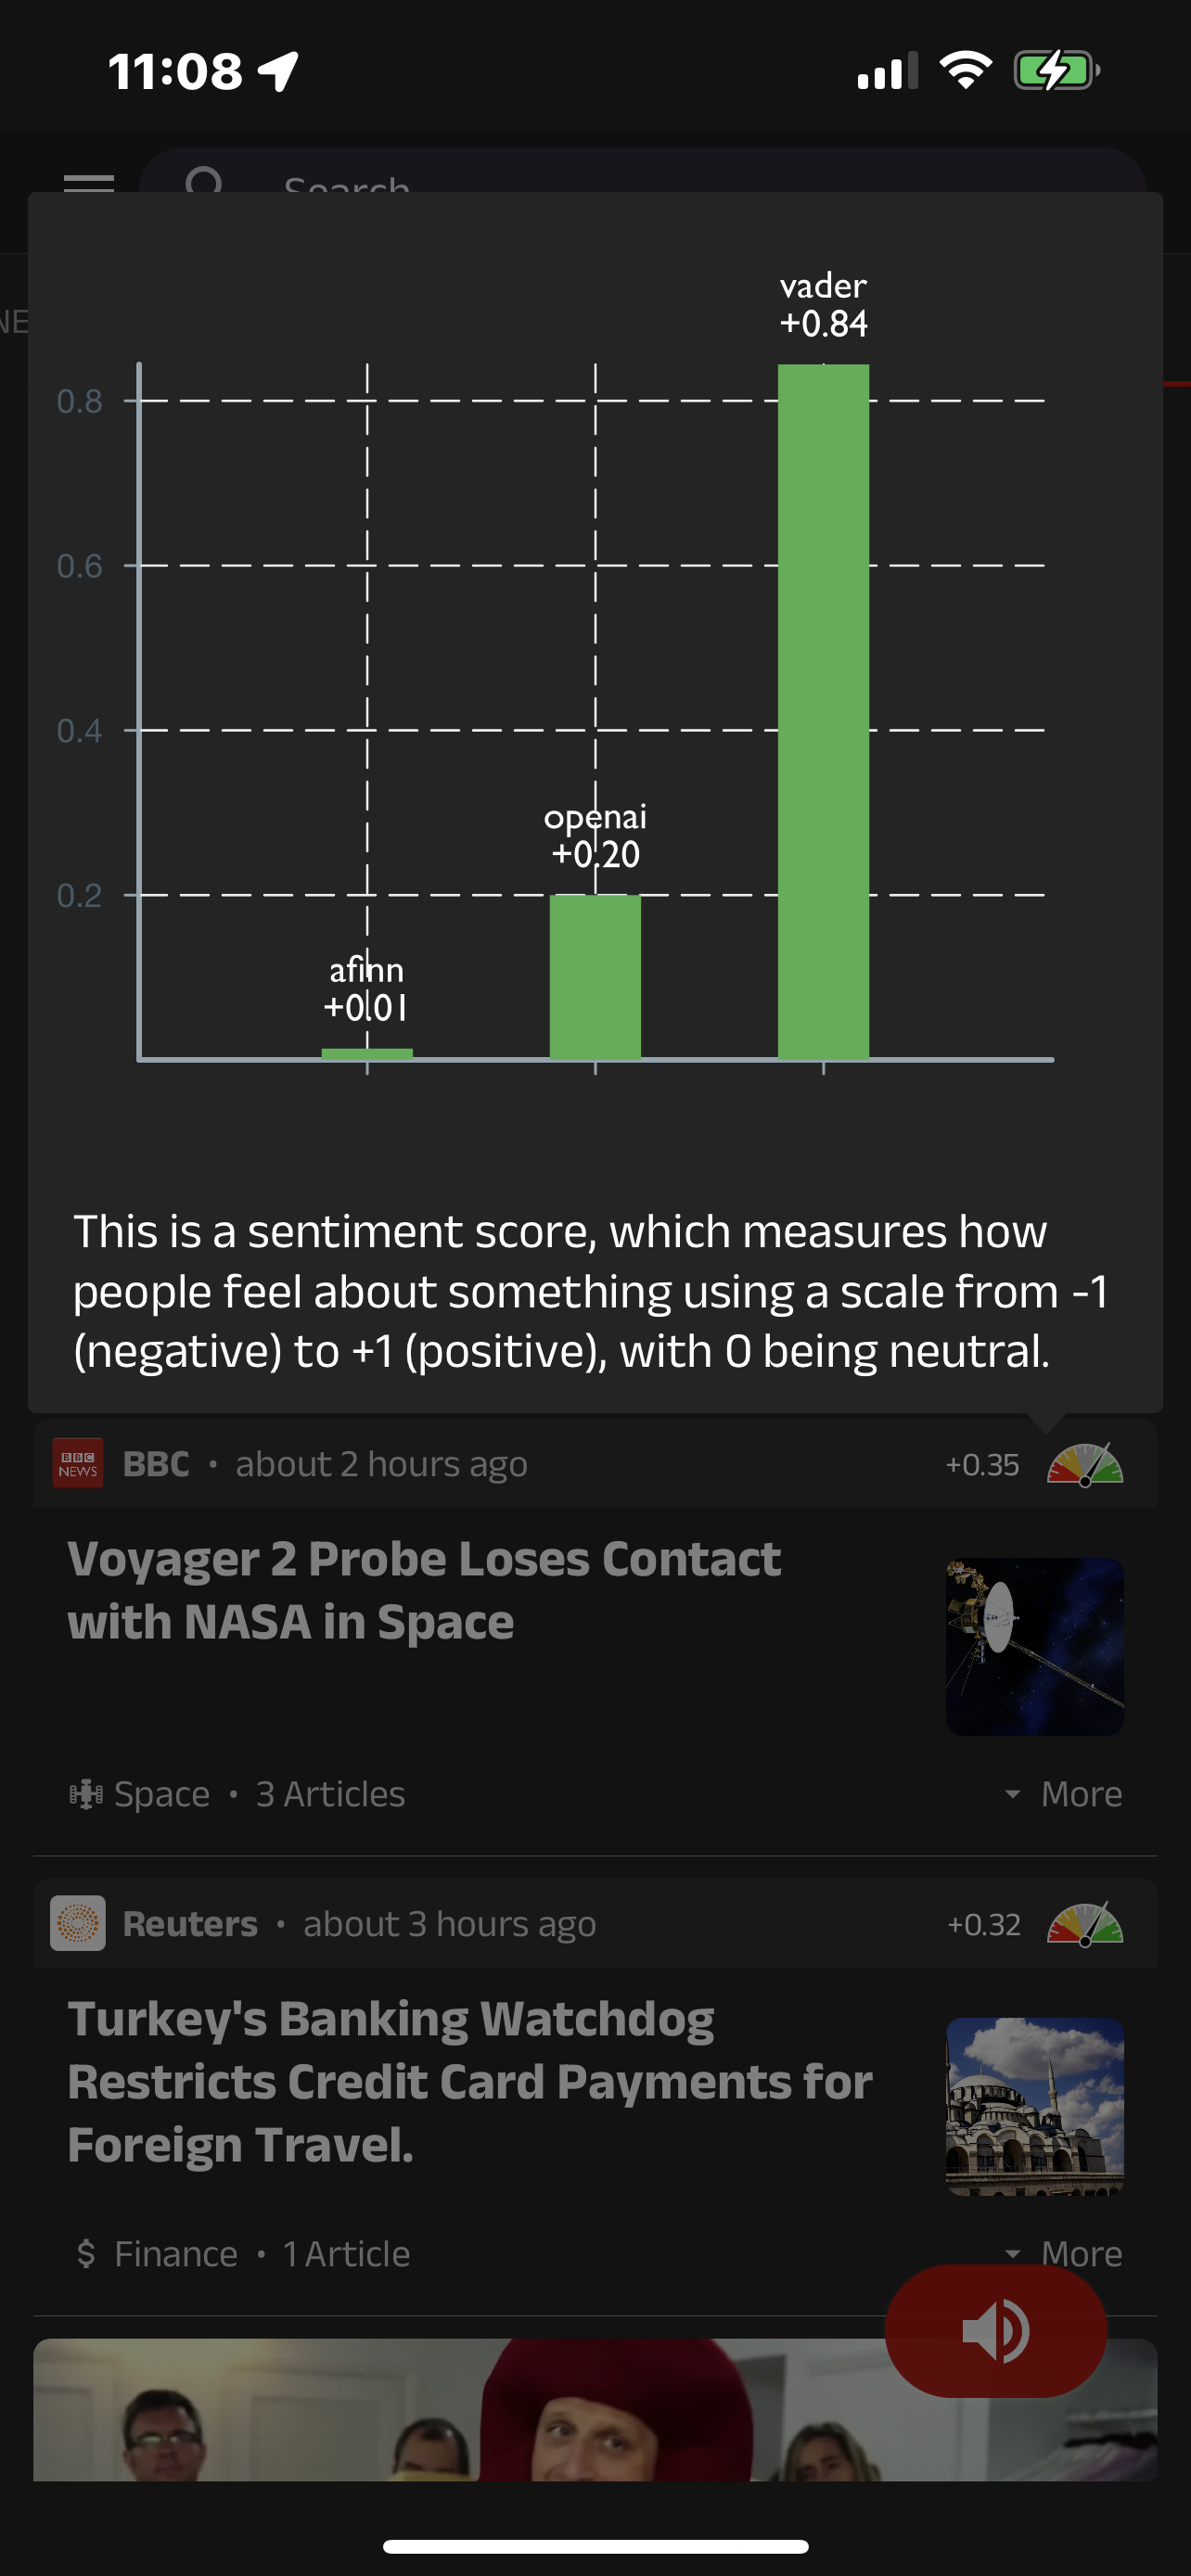 11:08
Search
NE
vader
+0.84
0.8
0.6
0.4
openai
+0.20
0.2
afinn
+0.01
This is a sentiment score, which measures how
people feel about something using a scale from -1
(negative) to +1 (positive), with 0 being neutral.
BBC NEWS BBC • about 2 hours ago +0.35
Voyager 2 Probe Loses Contact
with NASA in Space
Space • 3 Articles More
Reuters • about 3 hours ago +0.32
Turkey's Banking Watchdog
Restricts Credit Card Payments for
Foreign Travel.
Finance • 1 Article More